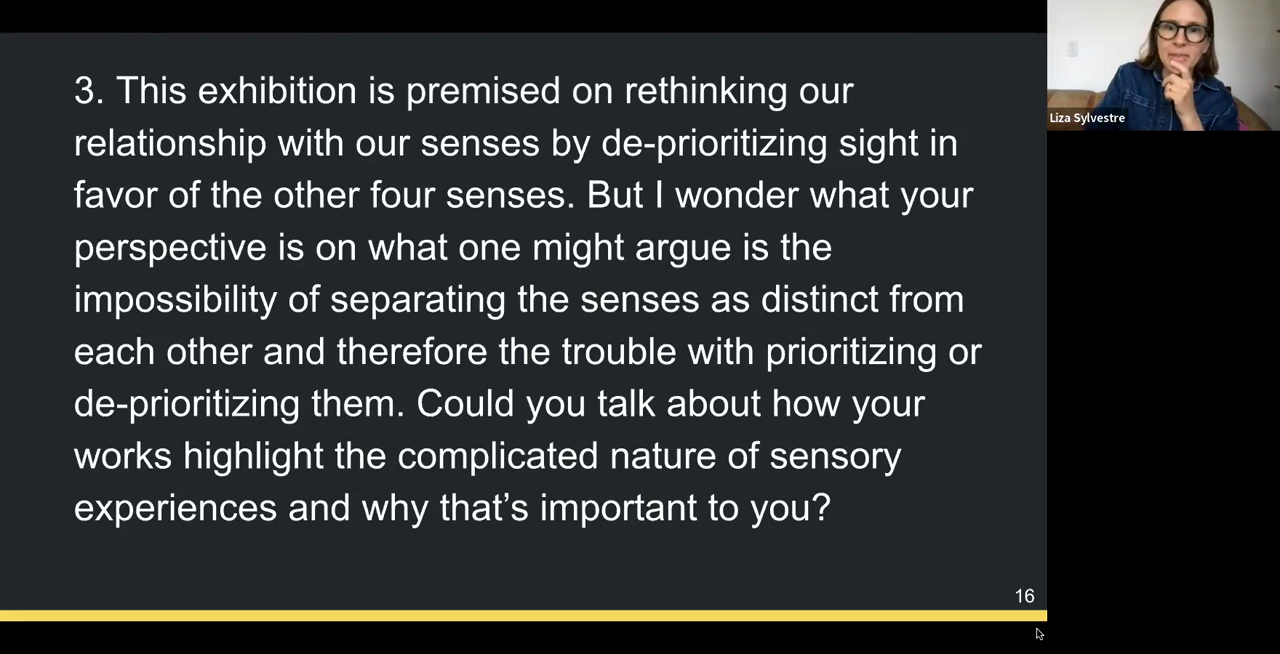 3. This exhibition is premised on rethinking our
relationship with our senses by de-prioritizing sight in
favor of the other four senses. But I wonder what your
perspective is on what one might argue is the
impossibility of separating the senses as distinct from
each other and therefore the trouble with prioritizing or
de-prioritizing them. Could you talk about how your
works highlight the complicated nature of sensory
experiences and why that’s important to you?
16
Liza Sylvestre